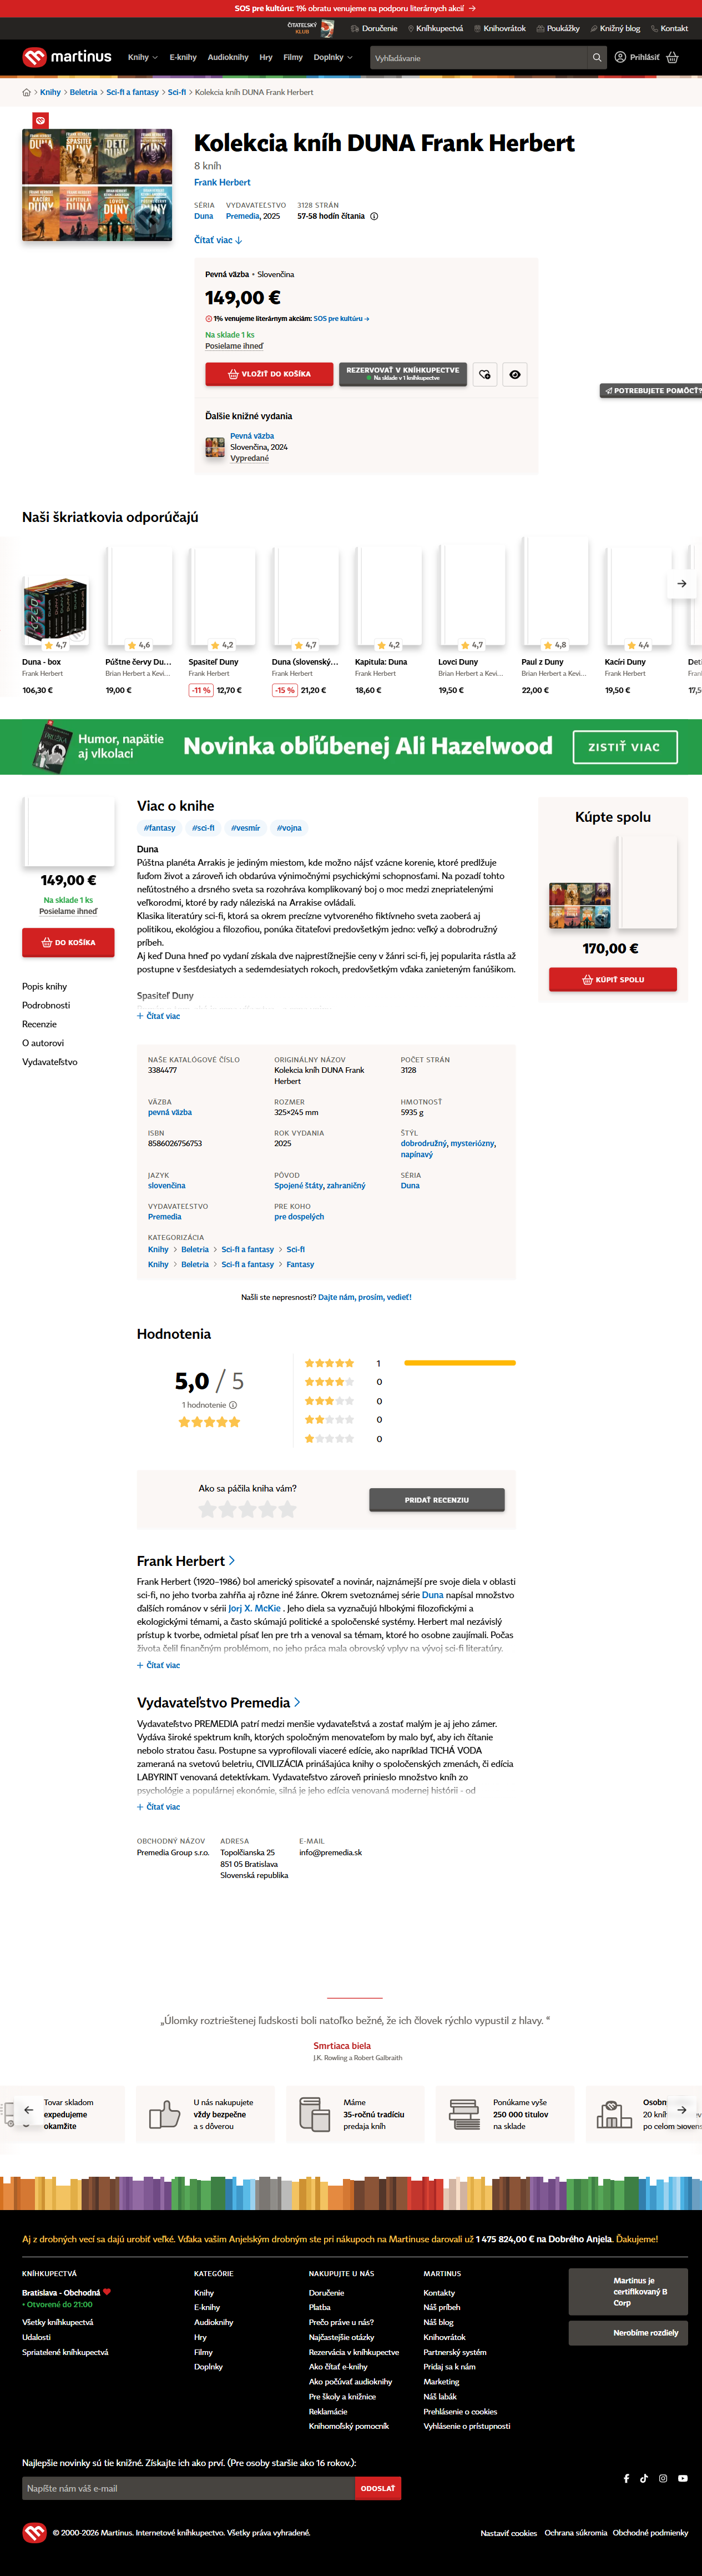 SOS pre kultúru: 1% obratu venujeme na podporu literárnych akcií →
ČITATEĽSKÝ KLUB
Doručenie Kníhkupectvá Knihovrátok Poukážky Knižný blog Kontakt
martinus Knihy E-knihy Audioknihy Hry Filmy Doplnky Vyhľadávanie Prihlásiť
Knihy > Beletria > Sci-fi a fantasy > Sci-fi > Kolekcia kníh DUNA Frank Herbert
Kolekcia kníh DUNA Frank Herbert
8 kníh
Frank Herbert
SÉRIA VYDAVATEĽSTVO 3128 STRÁN
Duna Premedia, 2025 57-58 hodín čítania
Čítať viac ↓
Pevná väzba • Slovenčina
149,00 €
1% venujeme literárnym akciám: SOS pre kultúru →
Na sklade 1 ks
Posielame ihneď
VLOŽIŤ DO KOŠÍKA
REZERVOVAŤ V KNÍHKUPECTVE
Na sklade v 1 kníhkupectve
POTREBUJETE POMÔCŤ?
Ďalšie knižné vydania
Pevná väzba
Slovenčina, 2024
Vypredané
Naši škriatkovia odporúčajú
4,7 4,6 4,2 4,7 4,2 4,7 4,8 4,4
Duna - box Púštne červy Du... Spasiteľ Duny Duna (slovenský... Kapitula: Duna Lovci Duny Paul z Duny Kacíri Duny
Frank Herbert Brian Herbert a Kevi... Frank Herbert Frank Herbert Frank Herbert Brian Herbert a Kevi... Brian Herbert a Kevi... Frank Herbert
106,30 € 19,00 € -11 % 12,70 € -15 % 21,20 € 18,60 € 19,50 € 22,00 € 19,50 €
Humor, napätie
aj vlkolaci
Novinka obľúbenej Ali Hazelwood
ZISTIŤ VIAC
149,00 €
Na sklade 1 ks
Posielame ihneď
DO KOŠÍKA
Popis knihy
Podrobnosti
Recenzie
O autorovi
Vydavateľstvo
Viac o knihe
#fantasy #sci-fi #vesmír #vojna
Duna
Púštna planéta Arrakis je jediným miestom, kde možno nájsť vzácne korenie, ktoré predlžuje
ľuďom život a zároveň ich obdarúva výnimočnými psychickými schopnosťami. Na pozadí tohto
neľútostného a drsného sveta sa rozohráva komplikovaný boj o moc medzi znepriatelenými
veľkorodmi, ktoré by rady náleziská na Arrakise ovládali.
Klasika literatúry sci-fi, ktorá sa okrem precízne vytvoreného fiktívneho sveta zaoberá aj
politikou, ekológiou a filozofiou, ponúka čitateľovi predovšetkým jedno: veľký a dobrodružný
príbeh.
Aj keď Duna hneď po vydaní získala dve najprestížnejšie ceny v žánri sci-fi, jej popularita rástla až
postupne v šesťdesiatych a sedemdesiatych rokoch, predovšetkým vďaka zanieteným fanúšikom.
Spasiteľ Duny
+ Čítať viac
Kúpte spolu
170,00 €
KÚPIŤ SPOLU
NAŠE KATALÓGOVÉ ČÍSLO ORIGINÁLNY NÁZOV POČET STRÁN
3384477 Kolekcia kníh DUNA Frank Herbert 3128
VÄZBA ROZMER HMOTNOSŤ
pevná väzba 325×245 mm 5935 g
ISBN ROK VYDANIA ŠTÝL
8586026756753 2025 dobrodružný, mysteriózny, napínavý
JAZYK PÔVOD SÉRIA
slovenčina Spojené štáty, zahraničný Duna
VYDAVATEĽSTVO PRE KOHO
Premedia pre dospelých
KATEGORIZÁCIA
Knihy > Beletria > Sci-fi a fantasy > Sci-fi
Knihy > Beletria > Sci-fi a fantasy > Fantasy
Našli ste nepresnosti? Dajte nám, prosím, vedieť!
Hodnotenia
5,0 / 5
1 hodnotenie
1
0
0
0
0
Ako sa páčila kniha vám?
PRIDAŤ RECENZIU
Frank Herbert >
Frank Herbert (1920–1986) bol americký spisovateľ a novinár, najznámejší pre svoje diela v oblasti
sci-fi, no jeho tvorba zahŕňa aj rôzne iné žánre. Okrem svetoznámej série Duna napísal množstvo
ďalších románov v sérii Jorj X. McKie . Jeho diela sa vyznačujú hlbokými filozofickými a
ekologickými témami, a často skúmajú politické a spoločenské systémy. Herbert mal nezávislý
prístup k tvorbe, odmietal písať len pre trh a venoval sa témam, ktoré ho osobne zaujímali. Počas
života čelil finančným problémom, no jeho práca mala obrovský vplyv na vývoj sci-fi literatúry.
+ Čítať viac
Vydavateľstvo Premedia >
Vydavateľstvo PREMEDIA patrí medzi menšie vydavateľstvá a zostať malým je aj jeho zámer.
Vydáva široké spektrum kníh, ktorých spoločným menovateľom by malo byť, aby ich čítanie
nebolo stratou času. Postupne sa vyprofilovali viaceré edície, ako napríklad TICHÁ VODA
zameraná na svetovú beletriu, CIVILIZÁCIA prinášajúca knihy o spoločenských zmenách, či edícia
LABYRINT venovaná detektívkam. Vydavateľstvo zároveň prinieslo množstvo kníh zo
psychológie a populárnej ekonómie, silná je jeho edícia venovaná modernej histórii - od
+ Čítať viac
OBCHODNÝ NÁZOV ADRESA E-MAIL
Premedia Group s.r.o. Topolčianska 25 info@premedia.sk
851 05 Bratislava
Slovenská republika
„Úlomky roztrieštenej ľudskosti boli natoľko bežné, že ich človek rýchlo vypustil z hlavy. “
Smrtiaca biela
J.K. Rowling a Robert Galbraith
Tovar skladom
expedujeme
okamžite
U nás nakupujete
vždy bezpečne
a s dôverou
Máme
35-ročnú tradíciu
predaja kníh
Ponúkame vyše
250 000 titulov
na sklade
Aj z drobných vecí sa dajú urobiť veľké. Vďaka vašim Anjelským drobným ste pri nákupoch na Martinuse darovali už 1 475 824,00 € na Dobrého Anjela. Ďakujeme!
KNÍHKUPECTVÁ
Bratislava - Obchodná
• Otvorené do 21:00
Všetky kníhkupectvá
Udalosti
Spriatelené kníhkupectvá
KATEGÓRIE
Knihy
E-knihy
Audioknihy
Hry
Filmy
Doplnky
NAKUPUJTE U NÁS
Doručenie
Platba
Prečo práve u nás?
Najčastejšie otázky
Rezervácia v kníhkupectve
Ako čítať e-knihy
Ako počúvať audioknihy
Pre školy a knižnice
Reklamácie
Knihomoľský pomocník
MARTINUS
Kontakty
Náš príbeh
Náš blog
Knihovrátok
Partnerský systém
Pridaj sa k nám
Marketing
Náš labák
Prehlásenie o cookies
Vyhlásenie o prístupnosti
Martinus je
certifikovaný B
Corp
Nerobíme rozdiely
Najlepšie novinky sú tie knižné. Získajte ich ako prví. (Pre osoby staršie ako 16 rokov.):
Napíšte nám váš e-mail
ODOSLAŤ
© 2000-2026 Martinus. Internetové kníhkupectvo. Všetky práva vyhradené.
Nastaviť cookies Ochrana súkromia Obchodné podmienky